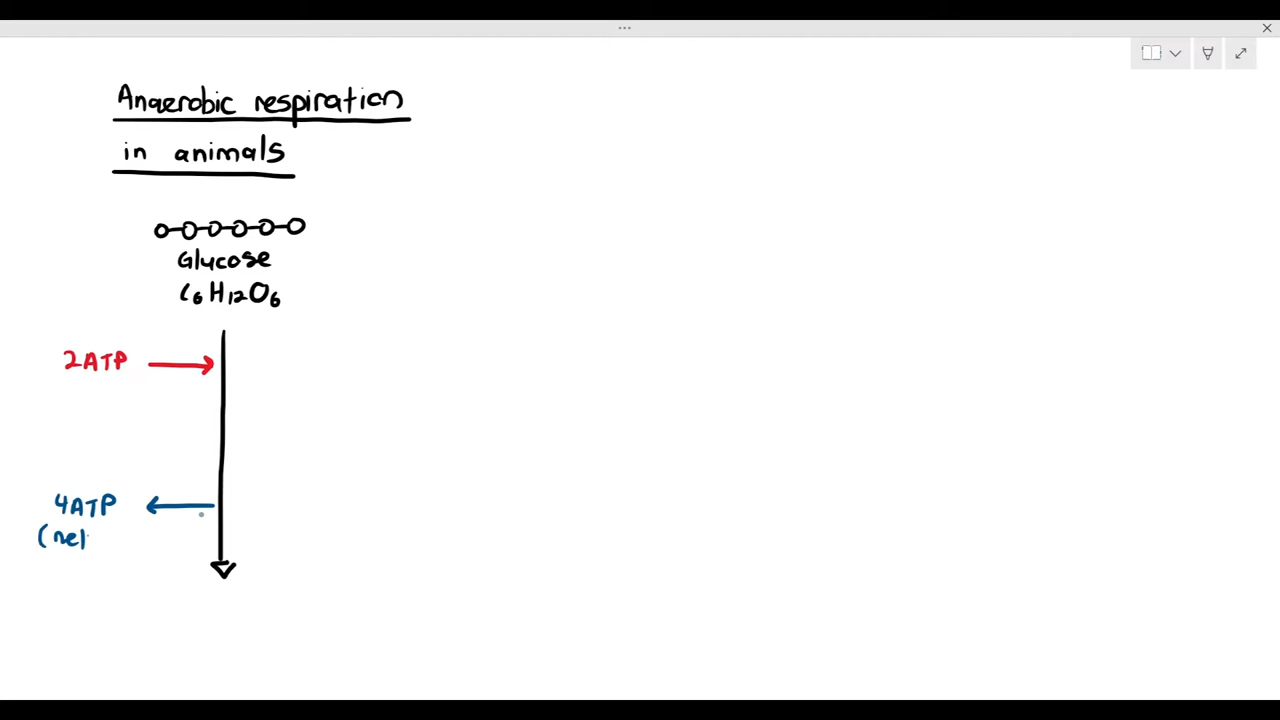 Anaerobic respiration
in animals
Glucose
C6H12O6
2ATP
4ATP
(net